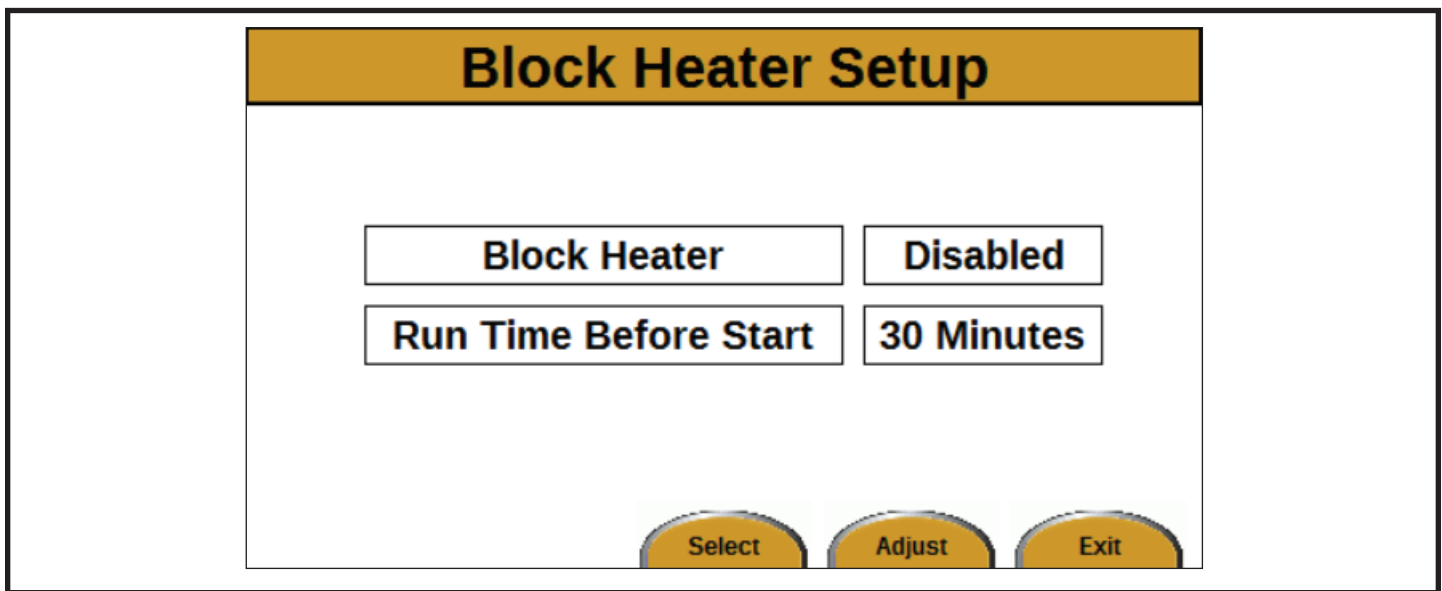 Block Heater Setup
Block Heater Disabled
Run Time Before Start 30 Minutes
Select Adjust Exit